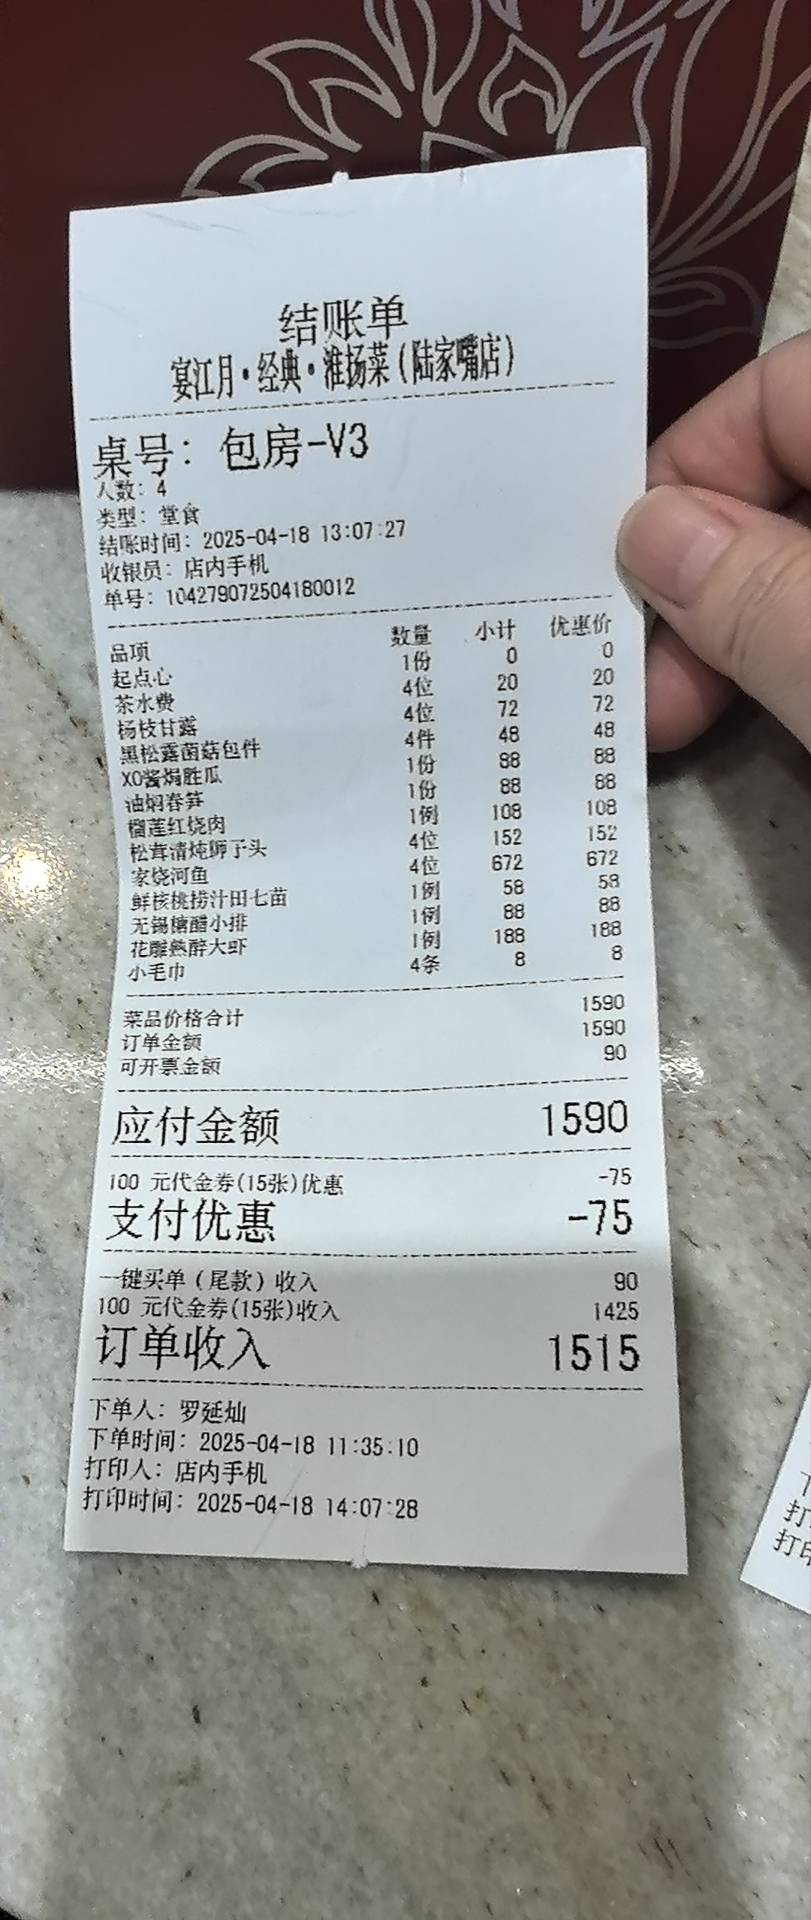 结账单
宴江月·经典·淮扬菜(陆家嘴店)
桌号: 包房-V3
人数: 4
类型: 堂食
结账时间: 2025-04-18 13:07:27
收银员: 店内手机
单号: 104279072504180012
品项 数量 小计 优惠价
起点心 1份 0 0
茶水费 4位 20 20
杨枝甘露 4位 72 72
黑松露菌菇包件 4件 48 48
XO酱焗胜瓜 1份 88 88
油焖春笋 1份 88 88
榴莲红烧肉 1例 108 108
松茸清炖狮子头 4位 152 152
家烧河鱼 4位 672 672
鲜核桃捞汁田七苗 1例 58 58
无锡糖醋小排 1例 88 88
花雕熟醉大虾 1例 188 188
小毛巾 4条 8 8
菜品价格合计 1590
订单金额 1590
可开票金额 90
应付金额 1590
100 元代金券(15张)优惠 -75
支付优惠 -75
一键买单(尾款)收入 90
100 元代金券(15张)收入 1425
订单收入 1515
下单人: 罗延灿
下单时间: 2025-04-18 11:35:10
打印人: 店内手机
打印时间: 2025-04-18 14:07:28
打
打印